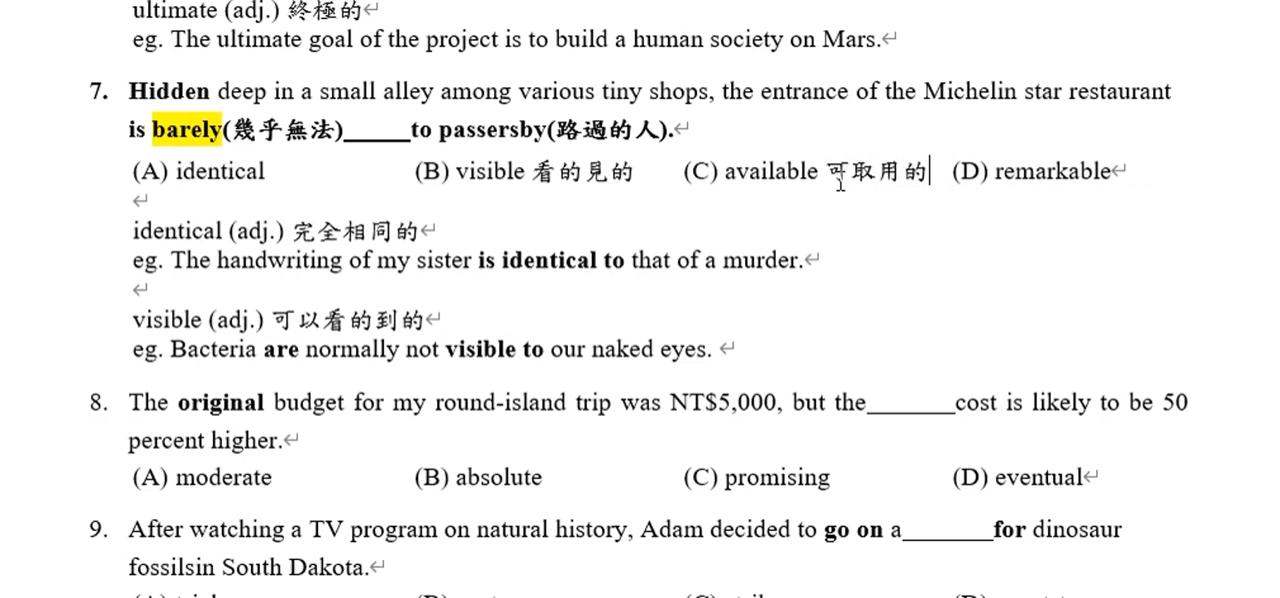 ultimate (adj.) 終極的↵
eg. The ultimate goal of the project is to build a human society on Mars.↵
7. Hidden deep in a small alley among various tiny shops, the entrance of the Michelin star restaurant
is barely(幾乎無法)______to passersby(路過的人).↵
(A) identical (B) visible 看的見的 (C) available 可取用的 (D) remarkable↵
↵
identical (adj.) 完全相同的↵
eg. The handwriting of my sister is identical to that of a murder.↵
↵
visible (adj.) 可以看的到的↵
eg. Bacteria are normally not visible to our naked eyes. ↵
8. The original budget for my round-island trip was NT$5,000, but the________cost is likely to be 50
percent higher.↵
(A) moderate (B) absolute (C) promising (D) eventual↵
9. After watching a TV program on natural history, Adam decided to go on a________for dinosaur
fossilsin South Dakota.↵